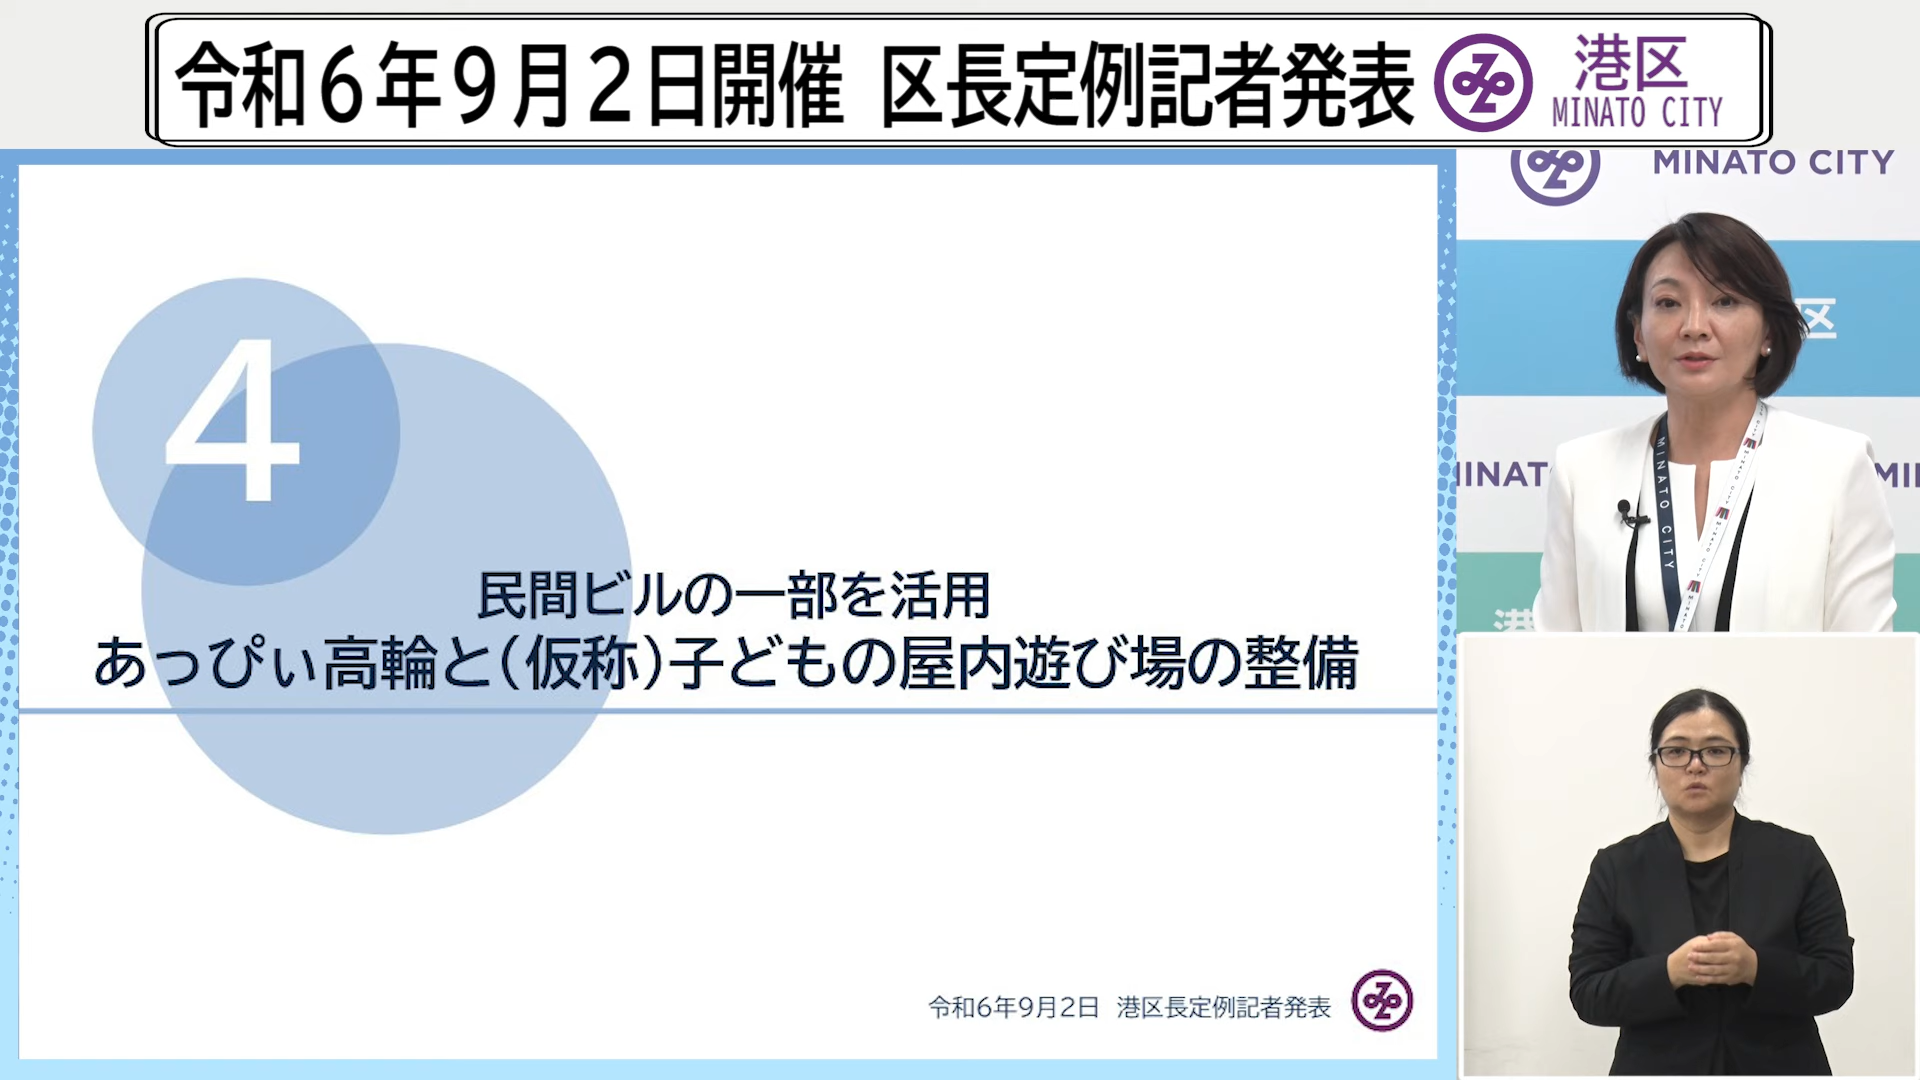 令和6年9月2日開催 区長定例記者発表
港区
MINATO CITY
MINATO CITY
区
MINATO CITY
4
民間ビルの一部を活用
あっぴぃ高輪と(仮称)子どもの屋内遊び場の整備
令和6年9月2日 港区長定例記者発表